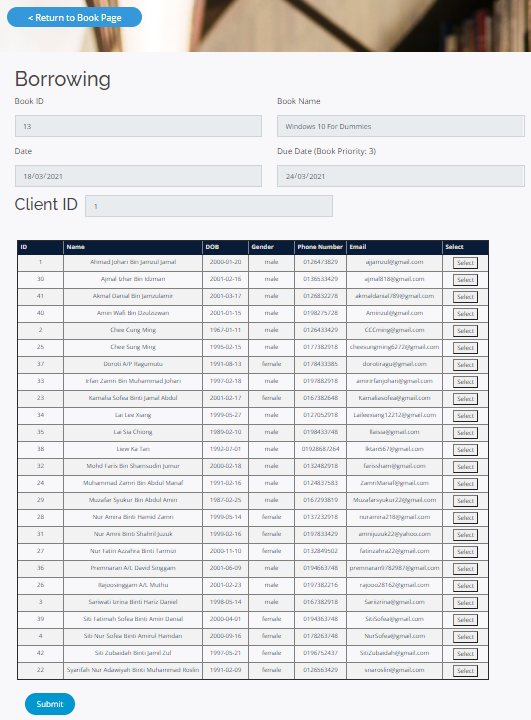 < Return to Book Page
Borrowing
Book ID Book Name
13 Windows 10 For Dummies
Date Due Date (Book Priority: 3)
18/03/2021 24/03/2021
Client ID 1
ID Name DOB Gender Phone Number Email Select
1 Ahmad Johari Bin Jamzul Jamal 2000-01-20 male 0126473829 ajjamzul@gmail.com Select
30 Ajmal Izhar Bin Idzman 2001-02-16 male 0136533429 ajmal818@gmail.com Select
41 Akmal Danial Bin Jamzulamir 2001-03-17 male 0126832278 akmaldanial789@gmail.com Select
40 Amin Wafi Bin Dzulizwan 2001-01-15 male 0198275728 Aminzul@gmail.com Select
2 Chee Cung Ming 1967-01-11 male 0126433429 CCCming@gmail.com Select
25 Chee Sung Ming 1995-02-15 male 0177382918 cheesungming6272@gmail.com Select
37 Doroti A/P Ragumutu 1991-08-13 female 0178433385 dorotiragu@gmail.com Select
33 Irfan Zamri Bin Muhammad Johari 1997-02-18 male 0197882918 amirirfanjohari@gmail.com Select
23 Kamalia Sofea Binti Jamal Abdul 2001-02-17 female 0167382648 Kamaliasofea@gmail.com Select
34 Lai Lee Xiang 1999-05-27 male 0127052918 Laileexiang12212@gmail.com Select
35 Lai Sia Chiong 1989-02-10 male 0198433748 llaisia@gmail.com Select
38 Liew Ka Tan 1992-07-01 male 01928687264 lktan567@gmail.com Select
32 Mohd Faris Bin Shamsudin Jumur 2000-02-18 male 0132482918 farissham@gmail.com Select
24 Muhammad Zamri Bin Abdul Manaf 1991-02-16 male 0124837583 ZamriManaf@gmail.com Select
29 Muzafar Syukur Bin Abdul Amin 1987-02-25 male 0167293819 Muzafarsyukur22@gmail.com Select
28 Nur Amira Binti Hamid Zamri 1999-05-14 female 0137232918 nuramira218@gmail.com Select
31 Nur Amni Binti Shahril Juzuk 1999-02-16 female 0197833429 amnijuzuk22@yahoo.com Select
27 Nur Fatin Azzahra Binti Tarmizi 2000-11-10 female 0132849502 fatinzahra22@gmail.com Select
36 Premnaran A/L David Singgam 2001-06-09 male 0194663748 premnaran9782987@gmail.com Select
26 Rajoosinggam A/L Muthu 2001-02-23 male 0197382216 rajooo28162@gmail.com Select
3 Sariwati Izrina Binti Hariz Daniel 1998-05-14 male 0167382918 Sariizrina@gmail.com Select
39 Siti Fatimah Sofea Binti Amin Danial 2000-04-01 female 0194363748 SitiSofea@gmail.com Select
4 Siti Nur Sofea Binti Amirul Hamdan 2000-09-16 female 0178263748 NurSofea@gmail.com Select
42 Siti Zubaidah Binti Jamil Zul 1997-05-21 female 0196752437 SitiZubaidah@gmail.com Select
22 Syarifah Nur Adawiyah Binti Muhammad Roslin 1991-02-09 female 0126563429 snaroslin@gmail.com Select
Submit